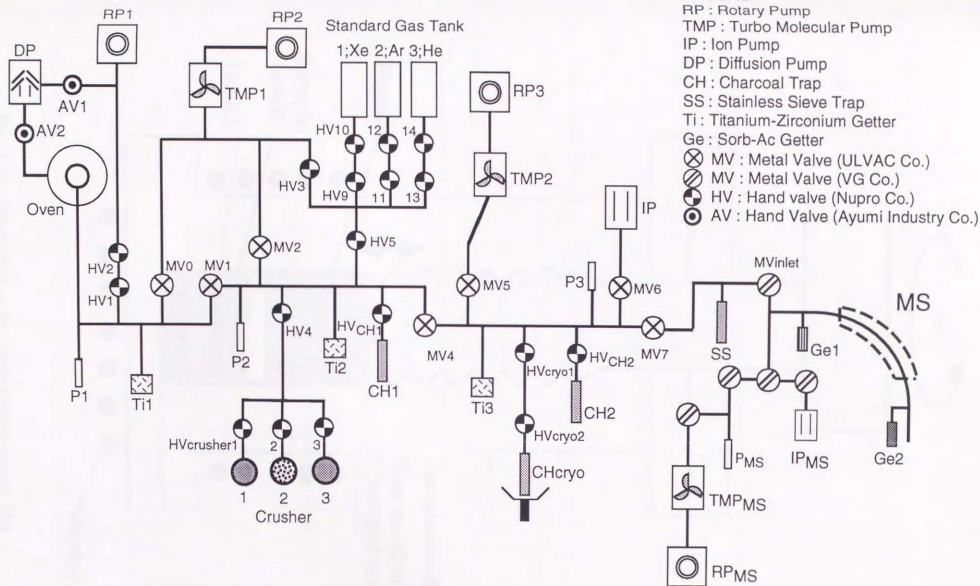 RP1
RP2
Standard Gas Tank
1;Xe 2;Ar 3;He
DP
AV1
AV2
TMP1
RP3
HV10
12
14
HV3
HV9
11
13
TMP2
IP
Oven
HV5
HV2
HV1
MV0
MV1
MV2
MV5
P3
MV6
MVinlet
MS
HV4
HVCH1
MV4
MV7
P1
Ti1
P2
Ti2
CH1
Ti3
HVcryo1
HVCH2
CH2
SS
Ge1
HVcrusher1
2
3
HVcryo2
CHcryo
1
2
3
Crusher
PMS
IPMS
Ge2
TMPMS
RPMS
RP : Rotary Pump
TMP : Turbo Molecular Pump
IP : Ion Pump
DP : Diffusion Pump
CH : Charcoal Trap
SS : Stainless Sieve Trap
Ti : Titanium-Zirconium Getter
Ge : Sorb-Ac Getter
MV : Metal Valve (ULVAC Co.)
MV : Metal Valve (VG Co.)
HV : Hand valve (Nupro Co.)
AV : Hand Valve (Ayumi Industry Co.)